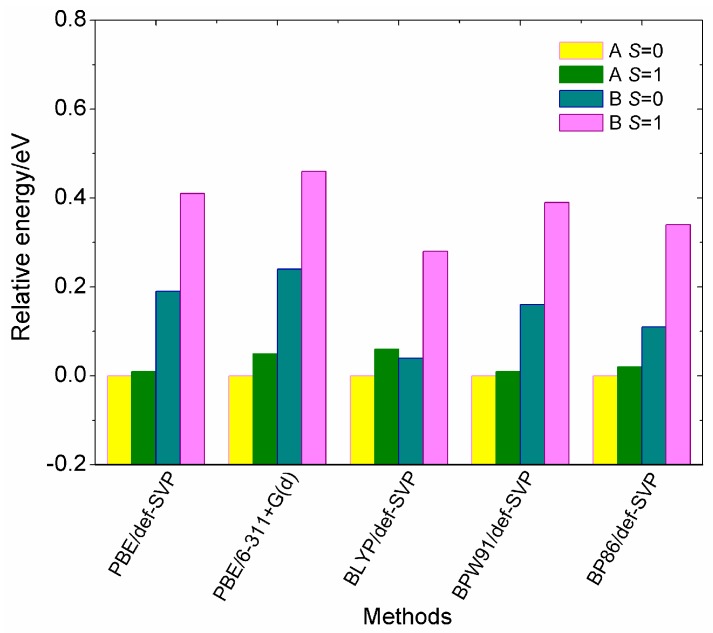 0.8
0.6
0.4
0.2
0.0
-0.2
Relative energy/eV
A S=0
A S=1
B S=0
B S=1
PBE/def-SVP
PBE/6-311+G(d)
BLYP/def-SVP
BPW91/def-SVP
BP86/def-SVP
Methods